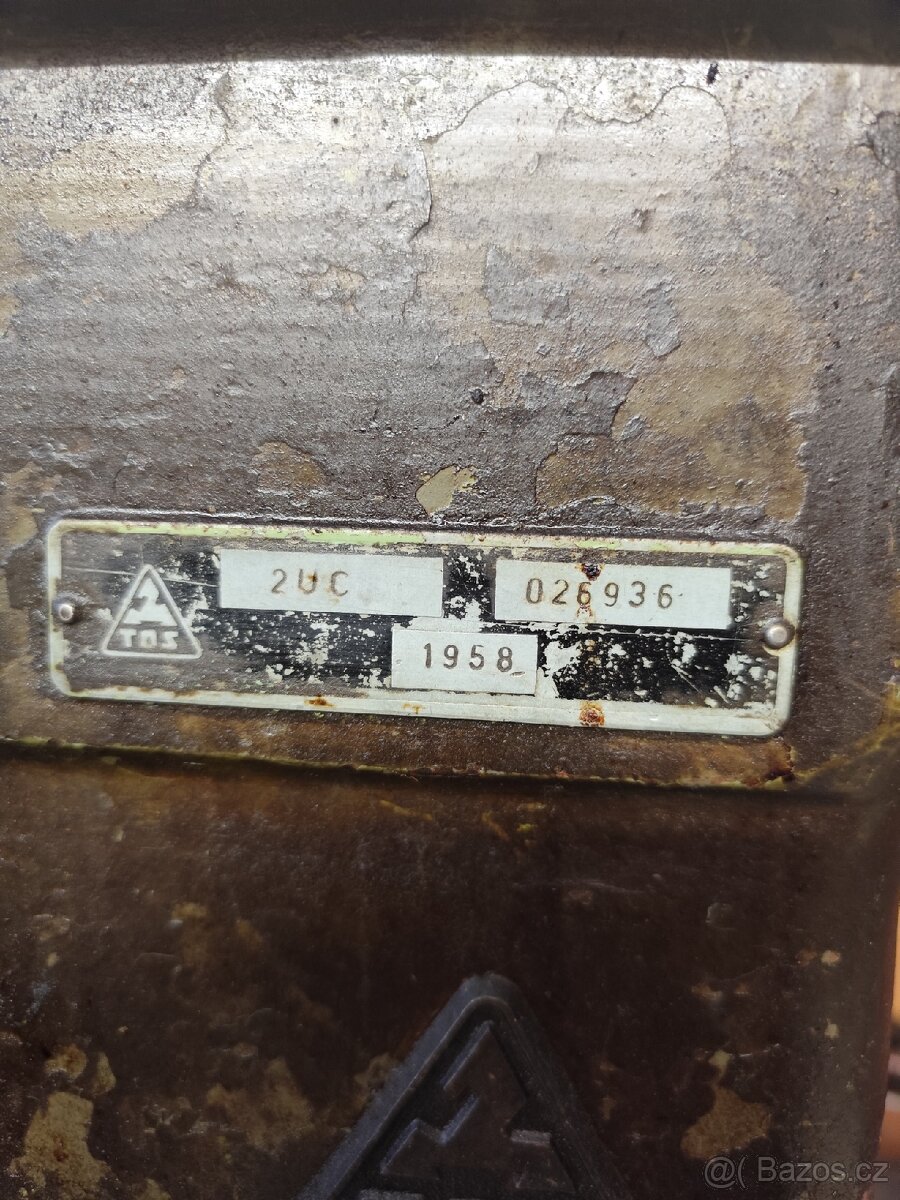 2UC 026936
TOS
1958
@( Bazos.cz